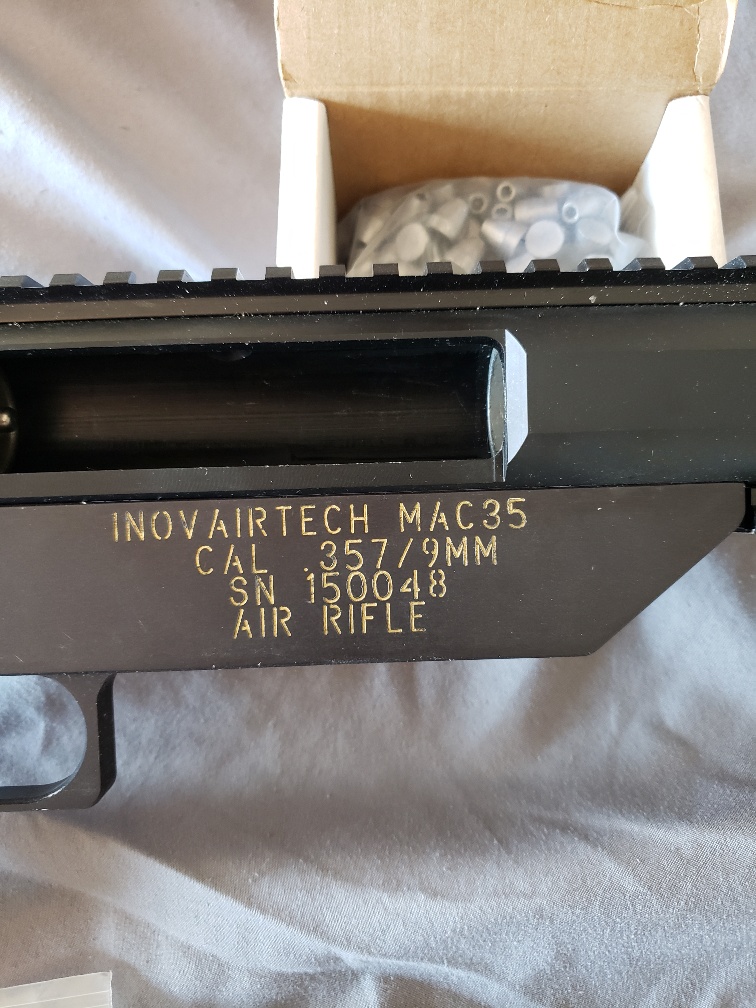 INOVAIRTECH MAC35
CAL .357/9MM
SN 150048
AIR RIFLE